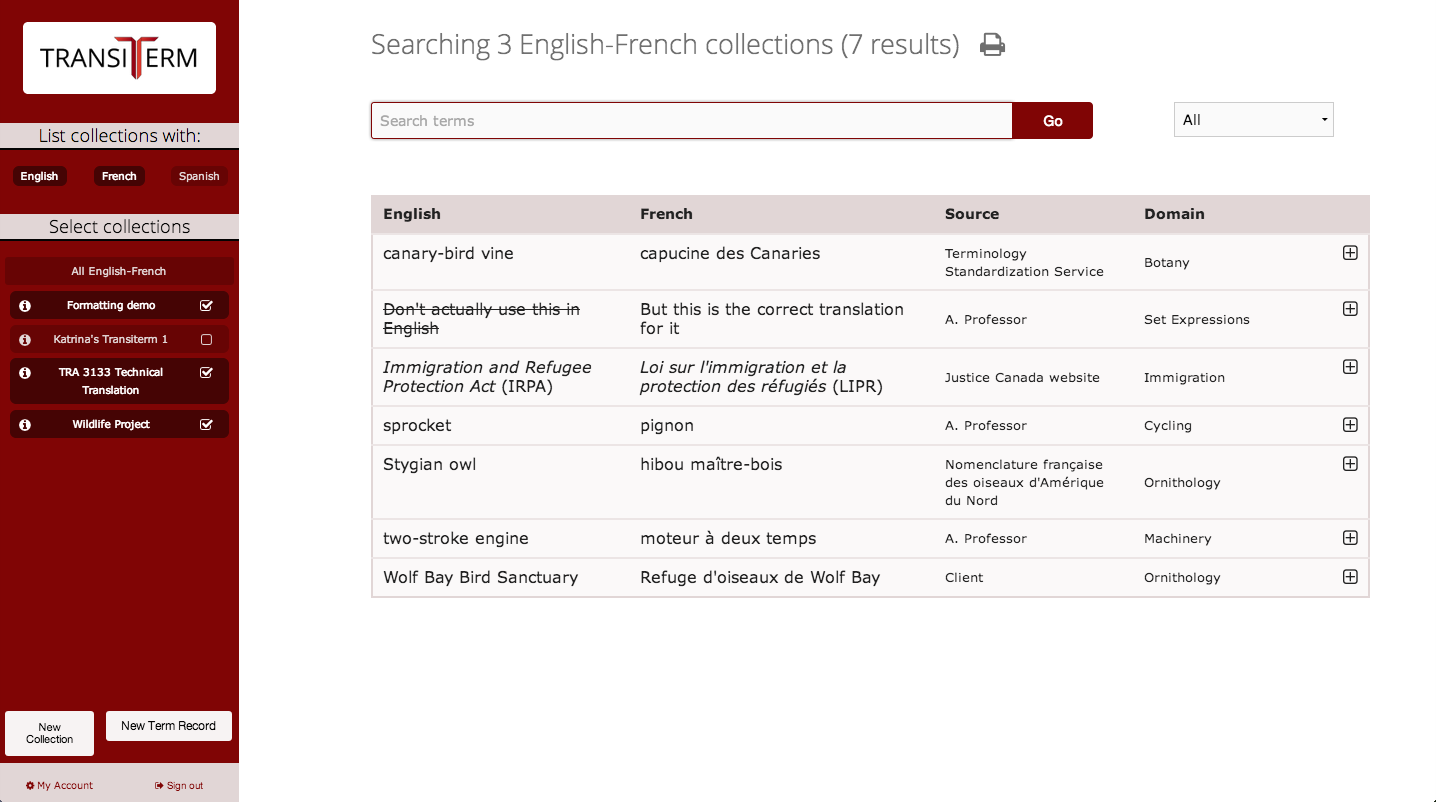 TRANSITERM
List collections with:
English French Spanish
Select collections
All English-French
Formatting demo
Katrina's Transiterm 1
TRA 3133 Technical
Translation
Wildlife Project
New
Collection
New Term Record
My Account Sign out
Searching 3 English-French collections (7 results)
Search terms Go All
English French Source Domain
canary-bird vine capucine des Canaries Terminology
Standardization Service Botany
Don't actually use this in
English But this is the correct translation
for it A. Professor Set Expressions
Immigration and Refugee
Protection Act (IRPA) Loi sur l'immigration et la
protection des réfugiés (LIPR) Justice Canada website Immigration
sprocket pignon A. Professor Cycling
Stygian owl hibou maître-bois Nomenclature française
des oiseaux d'Amérique
du Nord Ornithology
two-stroke engine moteur à deux temps A. Professor Machinery
Wolf Bay Bird Sanctuary Refuge d'oiseaux de Wolf Bay Client Ornithology